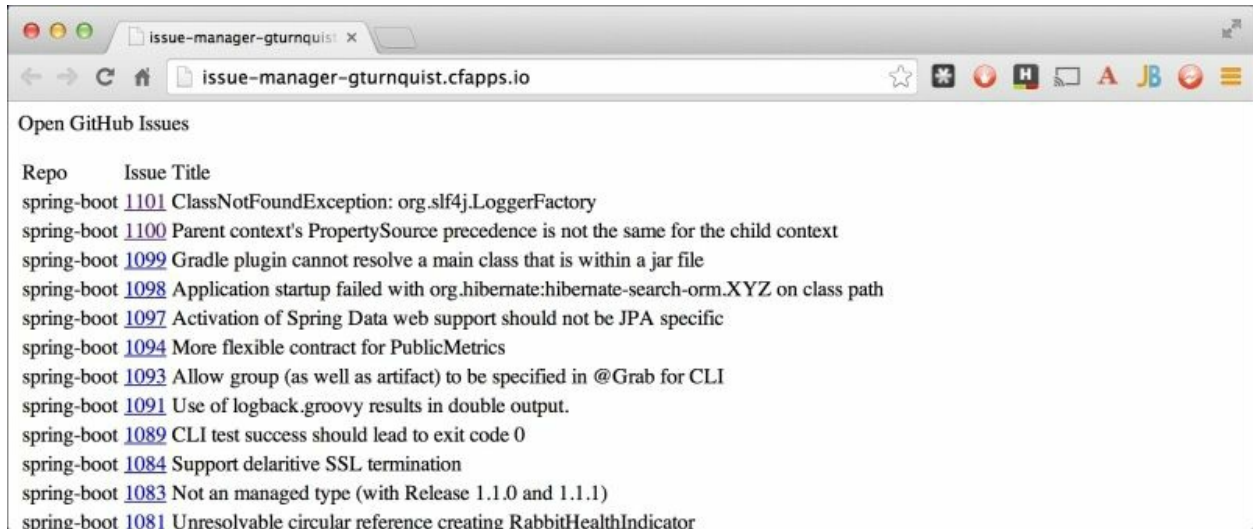 issue-manager-gturnquist
issue-manager-gturnquist.cfapps.io
H A JB
Open GitHub Issues
Repo Issue Title
spring-boot 1101 ClassNotFoundException: org.slf4j.LoggerFactory
spring-boot 1100 Parent context's PropertySource precedence is not the same for the child context
spring-boot 1099 Gradle plugin cannot resolve a main class that is within a jar file
spring-boot 1098 Application startup failed with org.hibernate:hibernate-search-orm.XYZ on class path
spring-boot 1097 Activation of Spring Data web support should not be JPA specific
spring-boot 1094 More flexible contract for PublicMetrics
spring-boot 1093 Allow group (as well as artifact) to be specified in @Grab for CLI
spring-boot 1091 Use of logback.groovy results in double output.
spring-boot 1089 CLI test success should lead to exit code 0
spring-boot 1084 Support delaritive SSL termination
spring-boot 1083 Not an managed type (with Release 1.1.0 and 1.1.1)
spring-boot 1081 Unresolvable circular reference creating RabbitHealthIndicator